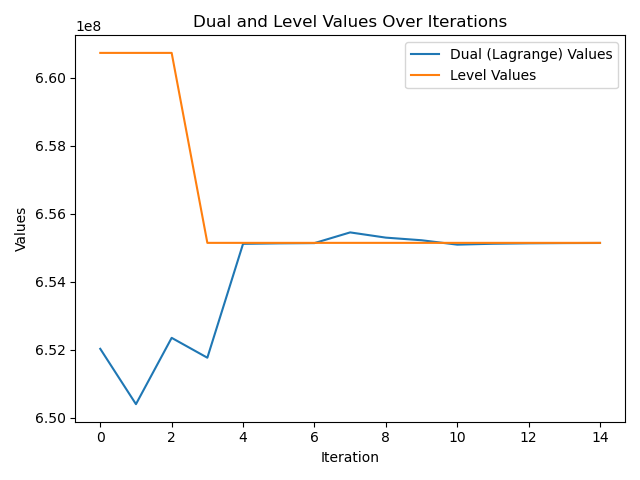 Dual and Level Values Over Iterations
1e8
Dual (Lagrange) Values
Level Values
6.60
6.58
6.56
6.54
6.52
6.50
Values
0 2 4 6 8 10 12 14
Iteration